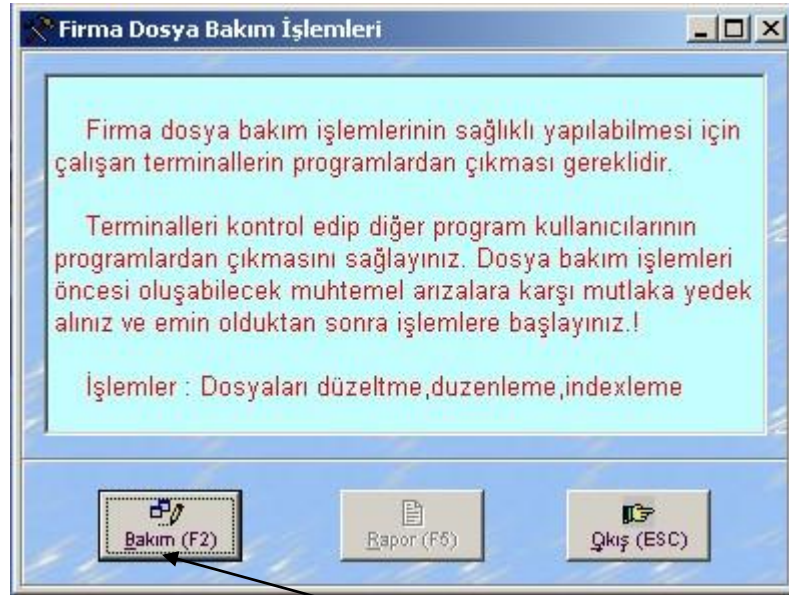 Firma Dosya Bakım İşlemleri
Firma dosya bakım işlemlerinin sağlıklı yapılabilmesi için
çalışan terminallerin programlardan çıkması gereklidir.
Terminalleri kontrol edip diğer program kullanıcılarının
programlardan çıkmasını sağlayınız. Dosya bakım işlemleri
öncesi oluşabilecek muhtemel arızalara karşı mutlaka yedek
alınız ve emin olduktan sonra işlemlere başlayınız.!
İşlemler : Dosyaları düzeltme,duzenleme,indexleme
Bakım (F2)
Rapor (F5)
Çıkış (ESC)